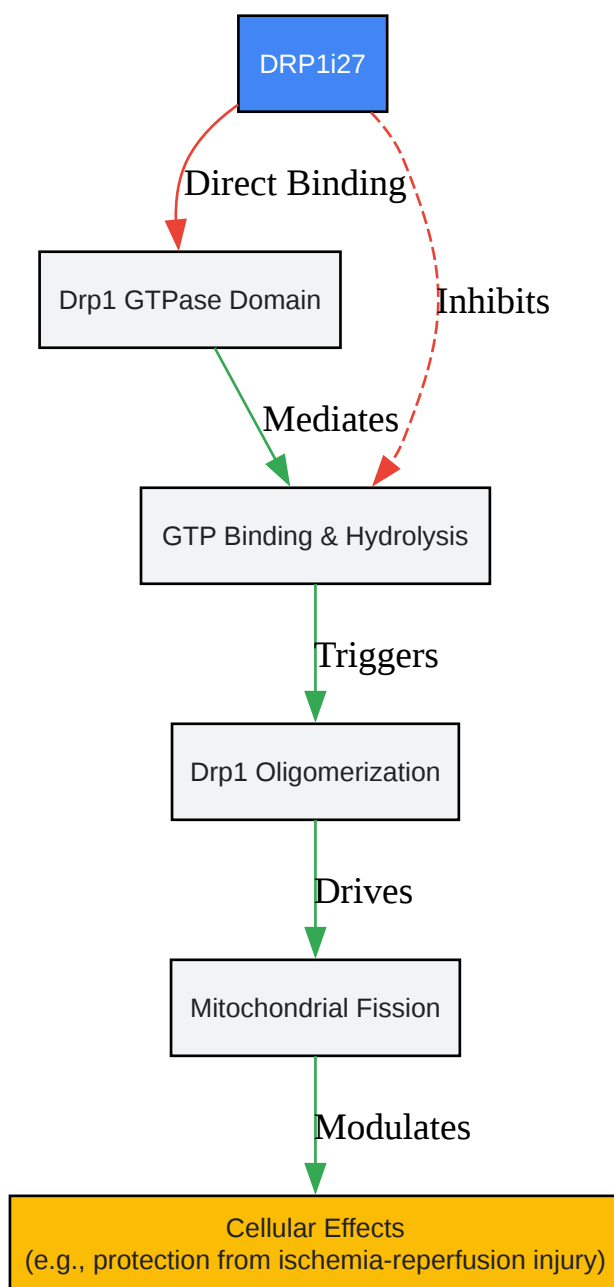 DRP1i27
Direct Binding
Drp1 GTPase Domain
Inhibits
Mediates
GTP Binding & Hydrolysis
Triggers
Drp1 Oligomerization
Drives
Mitochondrial Fission
Modulates
Cellular Effects
(e.g., protection from ischemia-reperfusion injury)